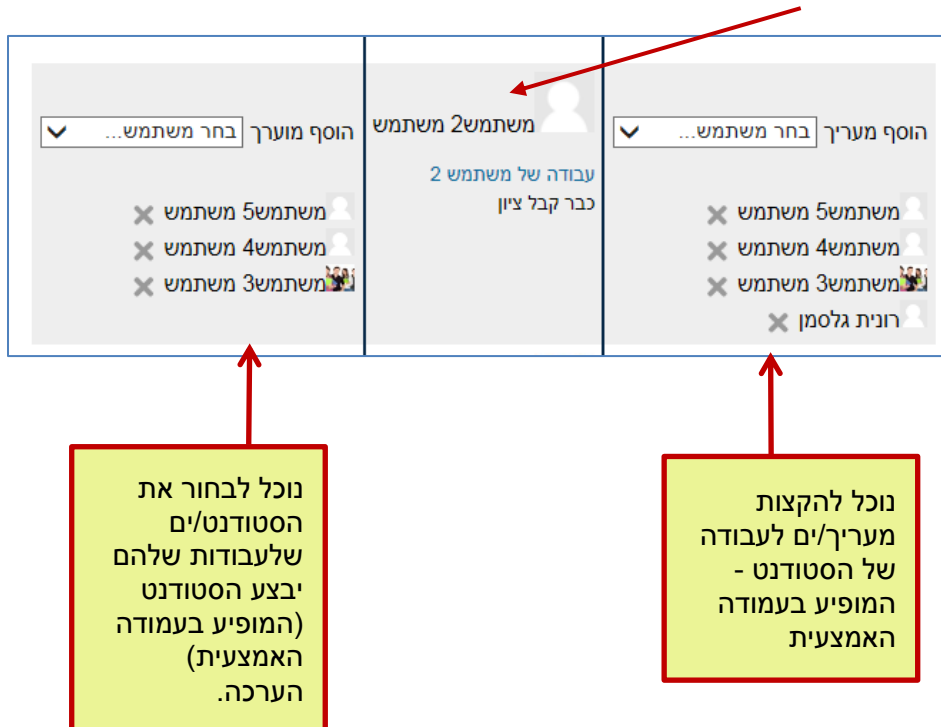 הוסף מעריך בחר משתמש...
משתמש5 משתמש
משתמש4 משתמש
משתמש3 משתמש
רונית גלסמן
משתמש2 משתמש
עבודה של משתמש 2
כבר קבל ציון
הוסף מוערך בחר משתמש...
משתמש5 משתמש
משתמש4 משתמש
משתמש3 משתמש
נוכל להקצות
מעריך/ים לעבודה
של הסטודנט -
המופיע בעמודה
האמצעית
נוכל לבחור את
הסטודנט/ים
שלעבודות שלהם
יבצע הסטודנט
(המופיע בעמודה
האמצעית)
הערכה.